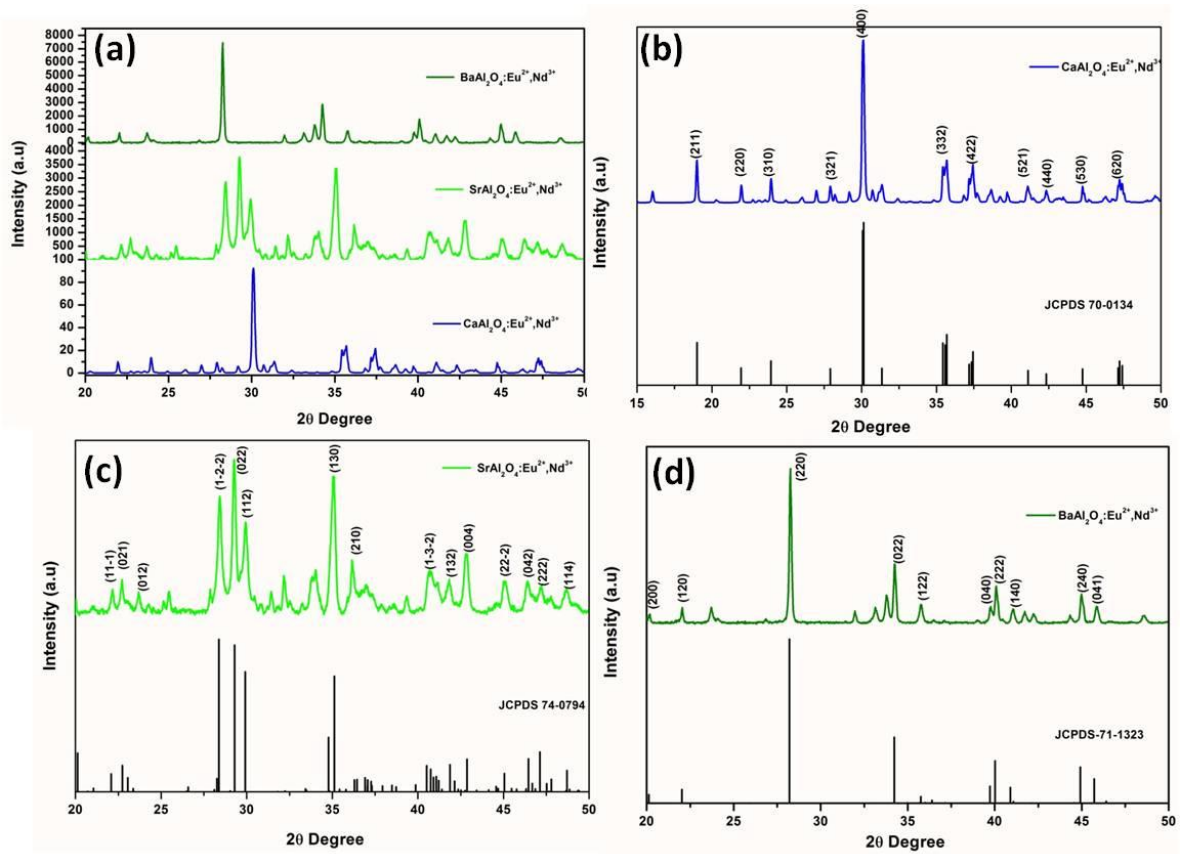 (a)
8000
7000
6000
5000
4000
3000
2000
1000
0
BaAl₂O₄:Eu²⁺,Nd³⁺
4000
3500
2500
2000
1500
500
100
SrAl₂O₄:Eu²⁺,Nd³⁺
80
60
40
20
0
CaAl₂O₄:Eu²⁺,Nd³⁺
20 25 30 35 40 45 50
2θ Degree
Intensity (a.u)
Intensity (a.u)
Intensity (a.u)
(b)
CaAl₂O₄:Eu²⁺,Nd³⁺
(211)
(220)
(310)
(321)
(400)
(332)
(422)
(521)
(440)
(530)
(620)
JCPDS 70-0134
15 20 25 30 35 40 45 50
2θ Degree
Intensity (a.u)
(c)
SrAl₂O₄:Eu²⁺,Nd³⁺
(11-1)
(021)
(012)
(1-2-2)
(022)
(112)
(130)
(210)
(1-3-2)
(132)
(004)
(22-2)
(042)
(222)
(114)
JCPDS 74-0794
20 25 30 35 40 45 50
2θ Degree
Intensity (a.u)
(d)
BaAl₂O₄:Eu²⁺,Nd³⁺
(200)
(120)
(220)
(022)
(122)
(040)
(222)
(140)
(240)
(041)
JCPDS-71-1323
20 25 30 35 40 45 50
2θ Degree
Intensity (a.u)